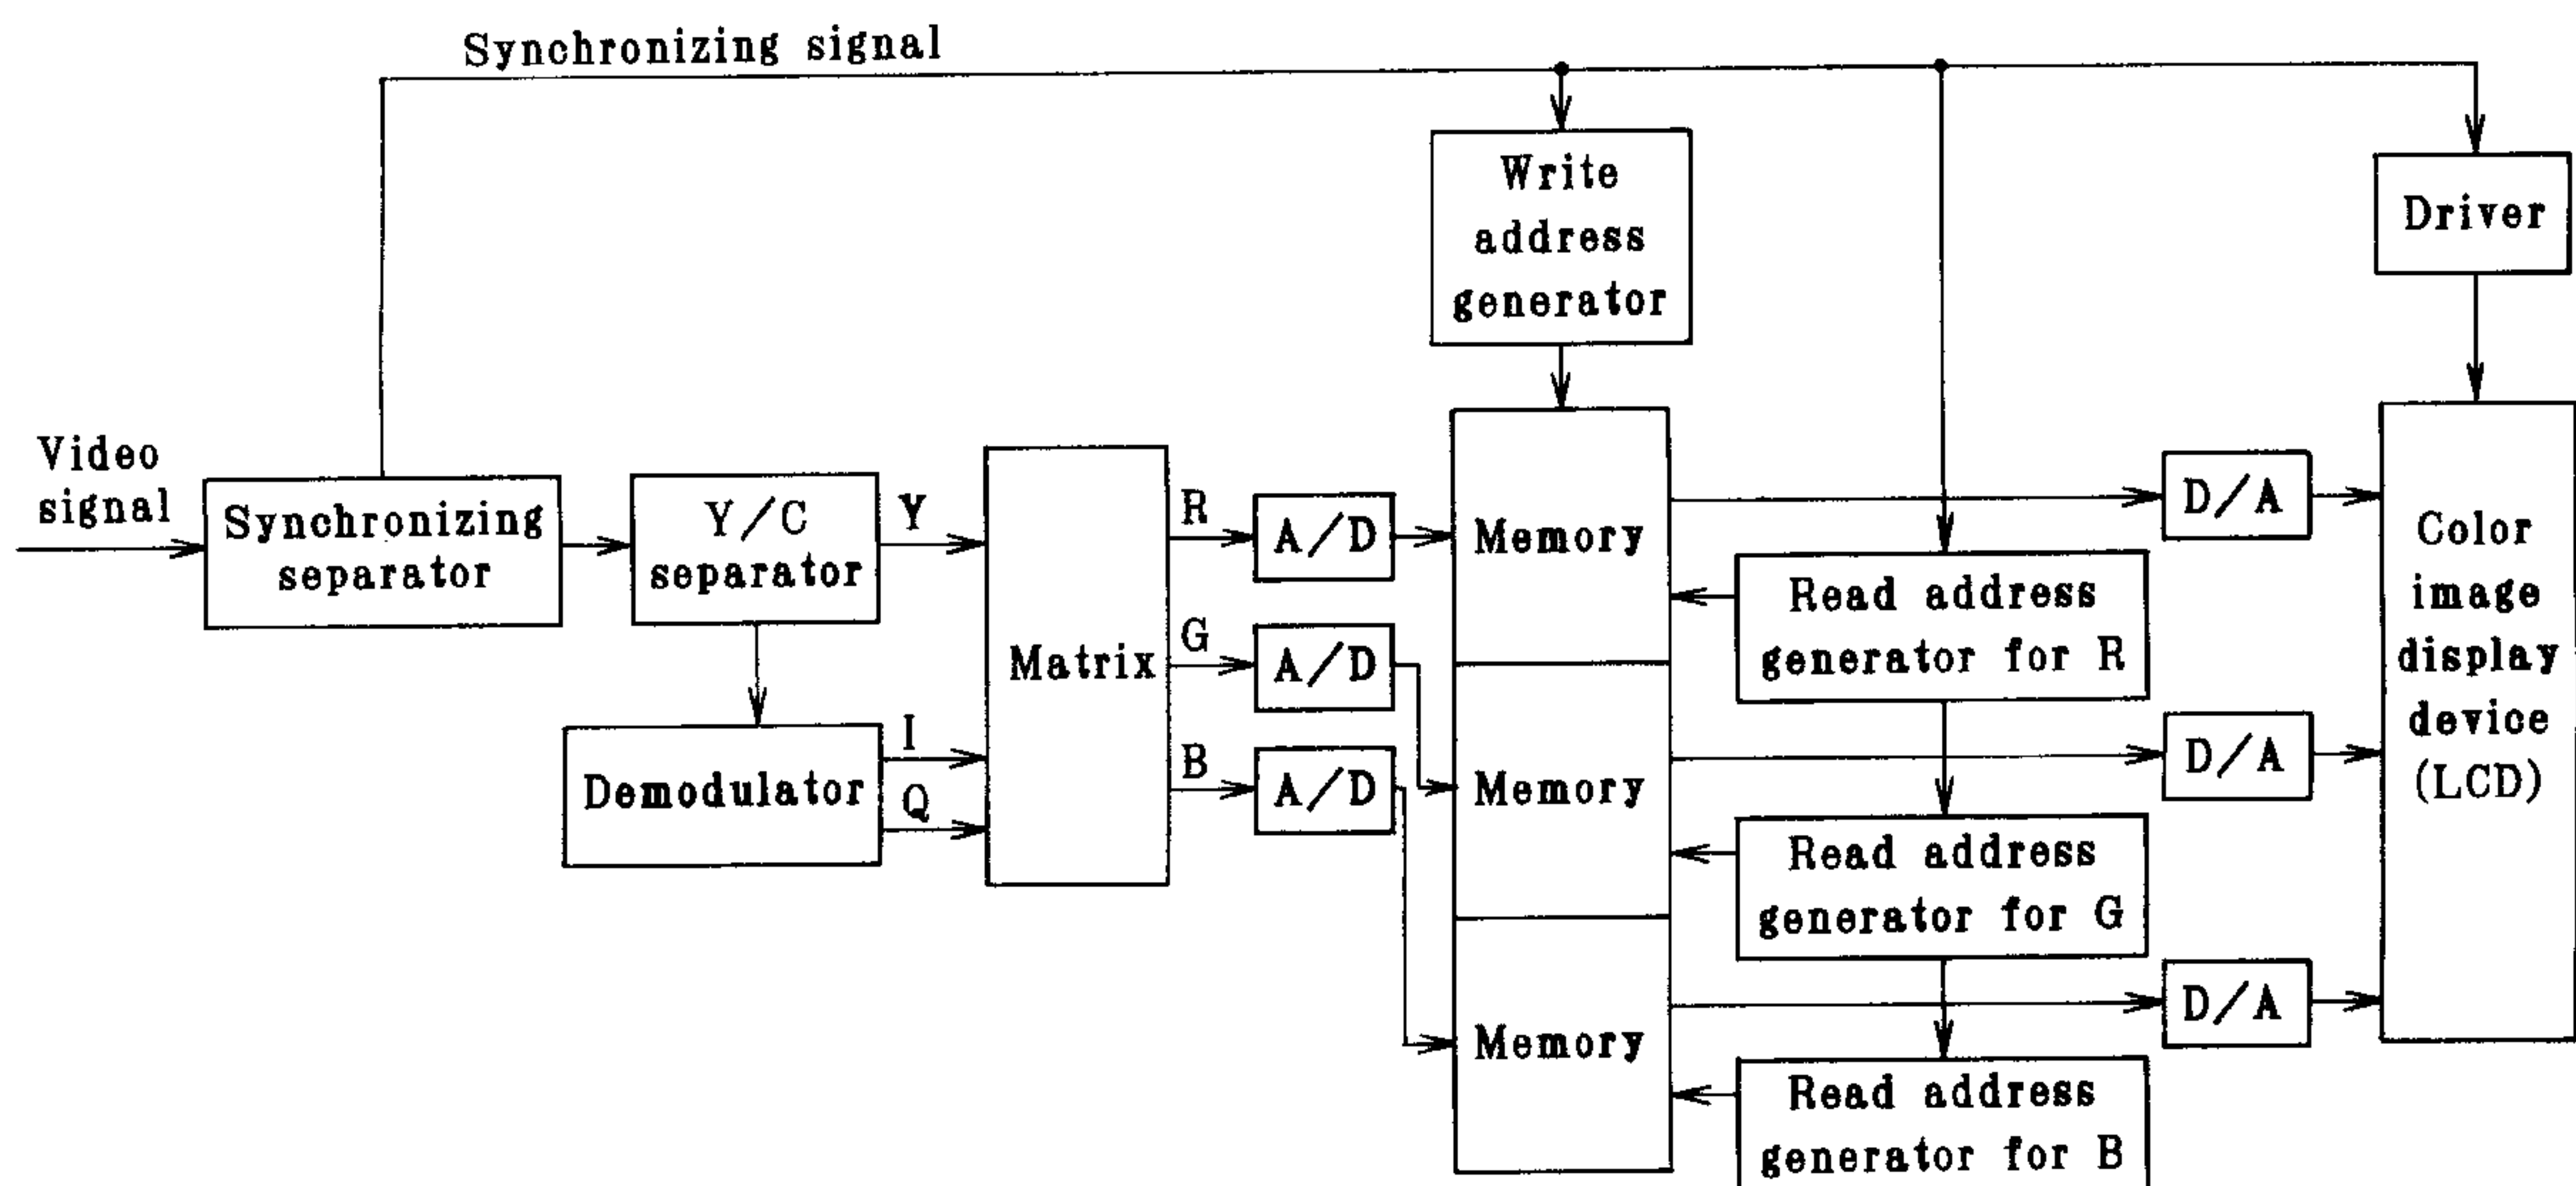 Synchronizing signal
Write
address
generator
Driver
Video
signal
Synchronizing
separator
Y/C
separator
Y
Demodulator
I
Q
Matrix
R
G
B
A/D
A/D
A/D
Memory
Memory
Memory
Read address
generator for R
Read address
generator for G
Read address
generator for B
D/A
D/A
D/A
Color
image
display
device
(LCD)